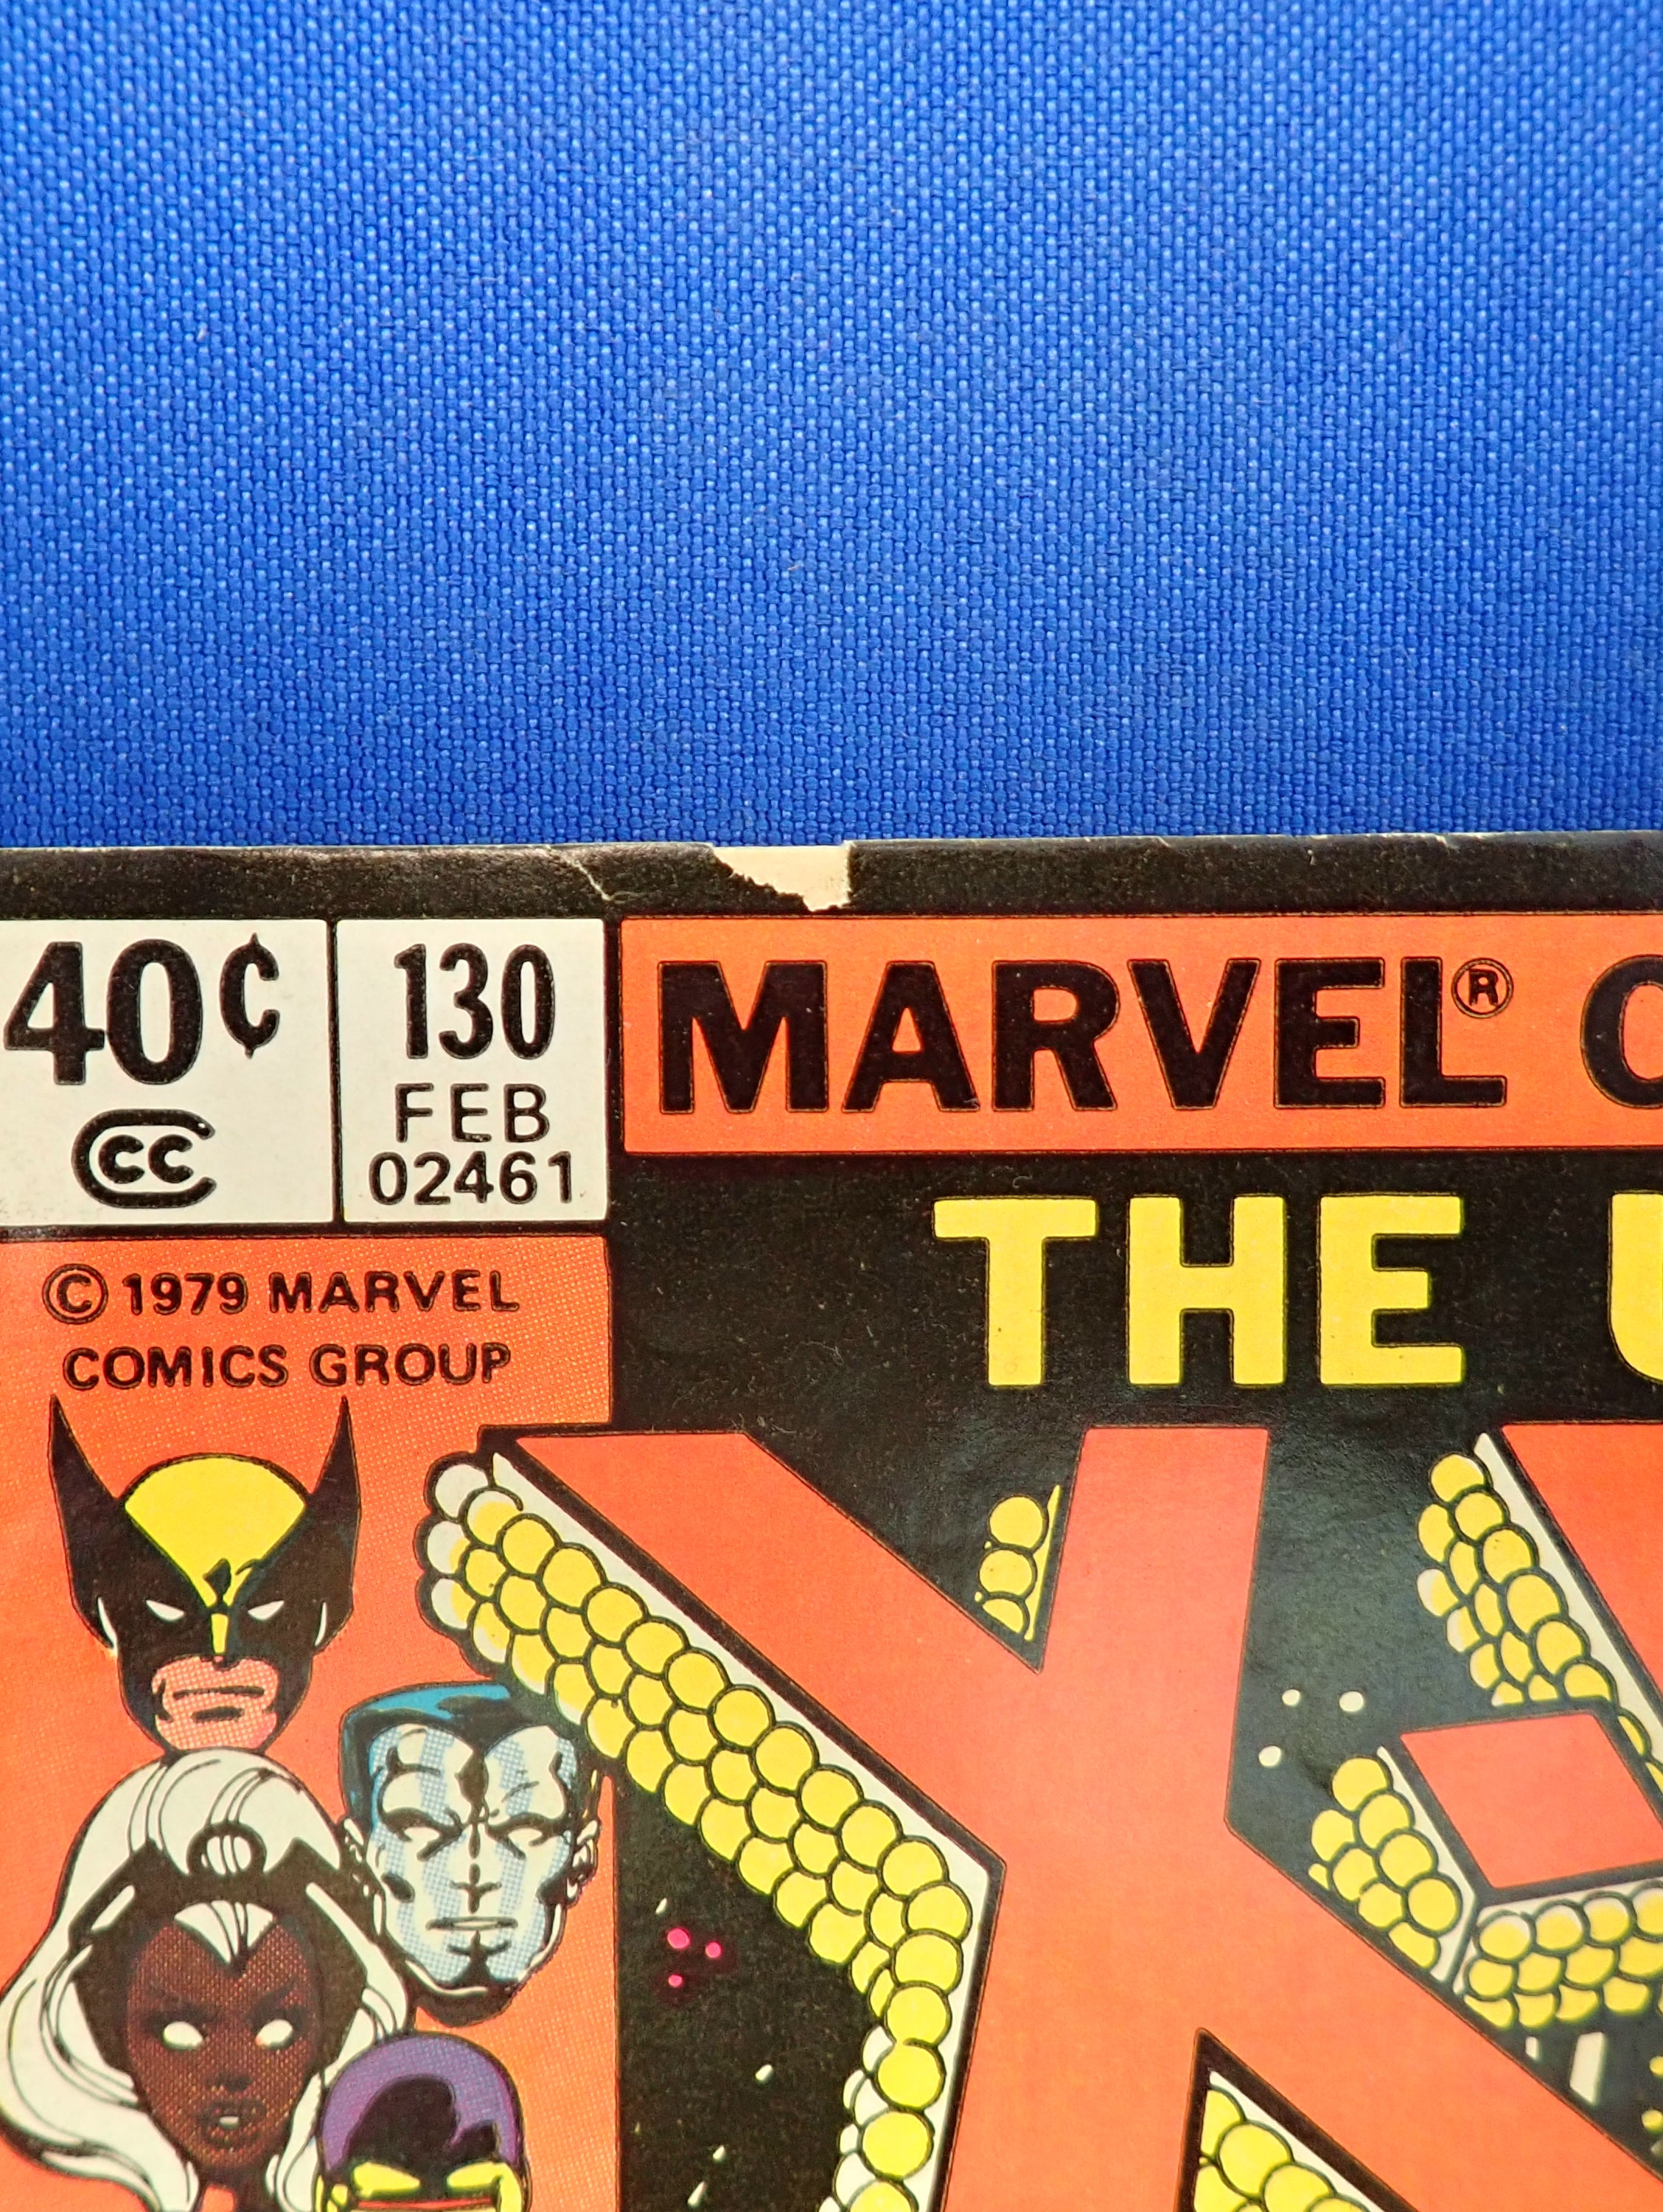 40¢
CC
130
FEB
02461
MARVEL®
© 1979 MARVEL
COMICS GROUP
THE
X